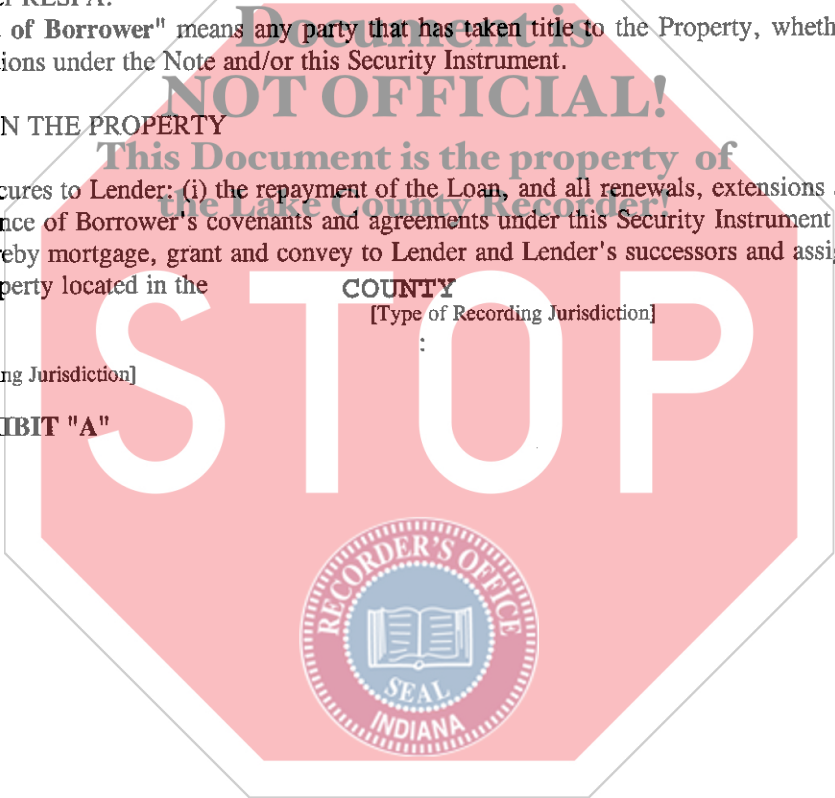 er RESPA.
Document is
of Borrower" means any party that has taken title to the Property, wheth
ions under the Note and/or this Security Instrument.
NOT OFFICIAL!
N THE PROPERTY
This Document is the property of
cures to Lender: (i) the repayment of the Loan, and all renewals, extensions
the Lake County Recorder!
nce of Borrower's covenants and agreements under this Security Instrument
reby mortgage, grant and convey to Lender and Lender's successors and assi
perty located in the COUNTY
[Type of Recording Jurisdiction]
:
ng Jurisdiction]
IBIT "A"
STOP
RECORDER'S OFFICE
SEAL
INDIANA